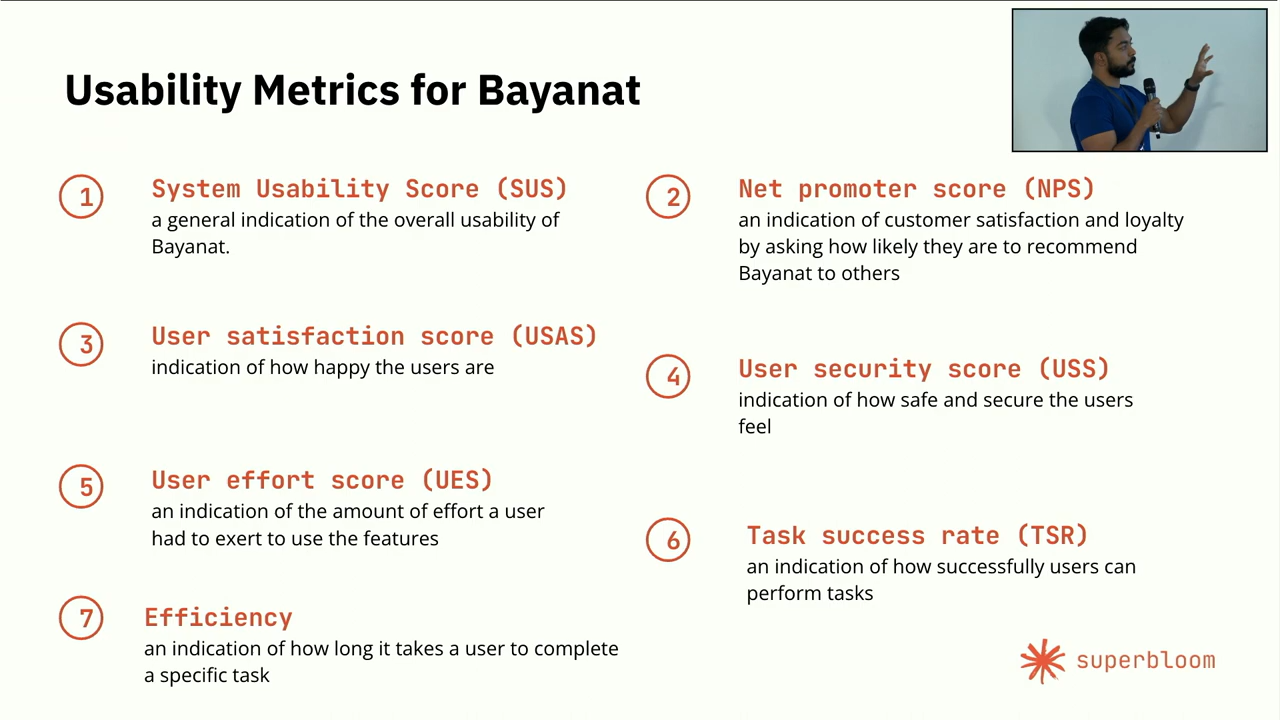 Usability Metrics for Bayanat
1
System Usability Score (SUS)
a general indication of the overall usability of
Bayanat.
2
Net promoter score (NPS)
an indication of customer satisfaction and loyalty
by asking how likely they are to recommend
Bayanat to others
3
User satisfaction score (USAS)
indication of how happy the users are
4
User security score (USS)
indication of how safe and secure the users
feel
5
User effort score (UES)
an indication of the amount of effort a user
had to exert to use the features
6
Task success rate (TSR)
an indication of how successfully users can
perform tasks
7
Efficiency
an indication of how long it takes a user to complete
a specific task
superbloom